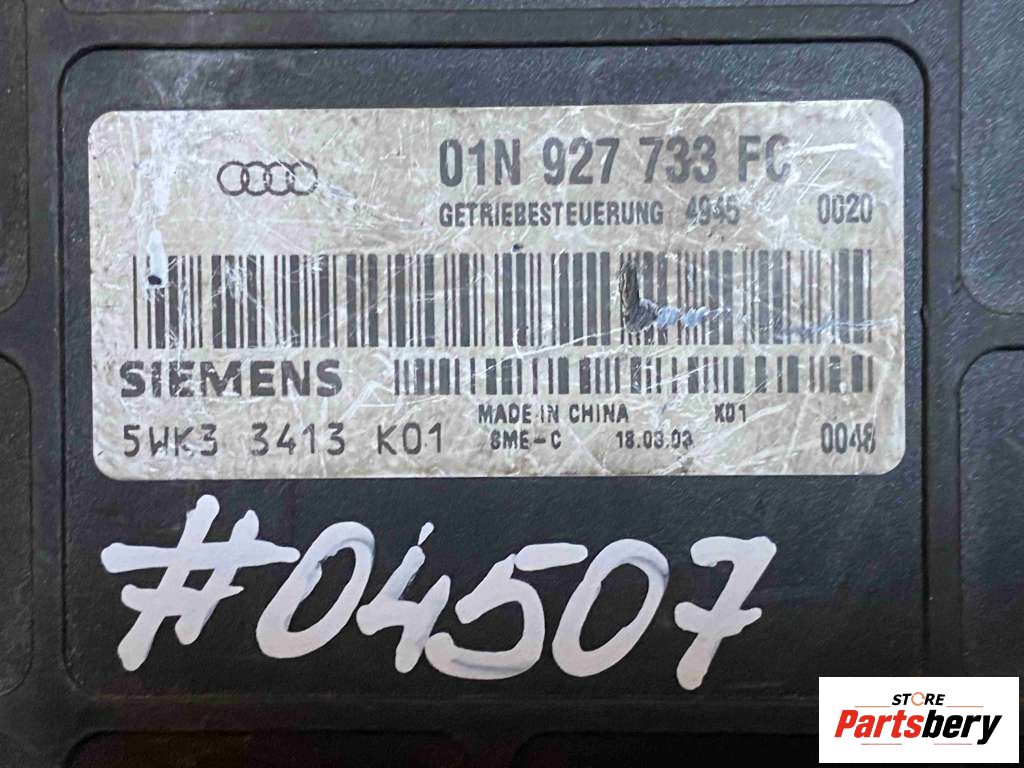 01N 927 733 FC
GETRIEBESTEUERUNG 4945 0020
SIEMENS
MADE IN CHINA K01
5WK3 3413 K01 SME-C 18.03.03 0048
#04507
STORE
Partsbery